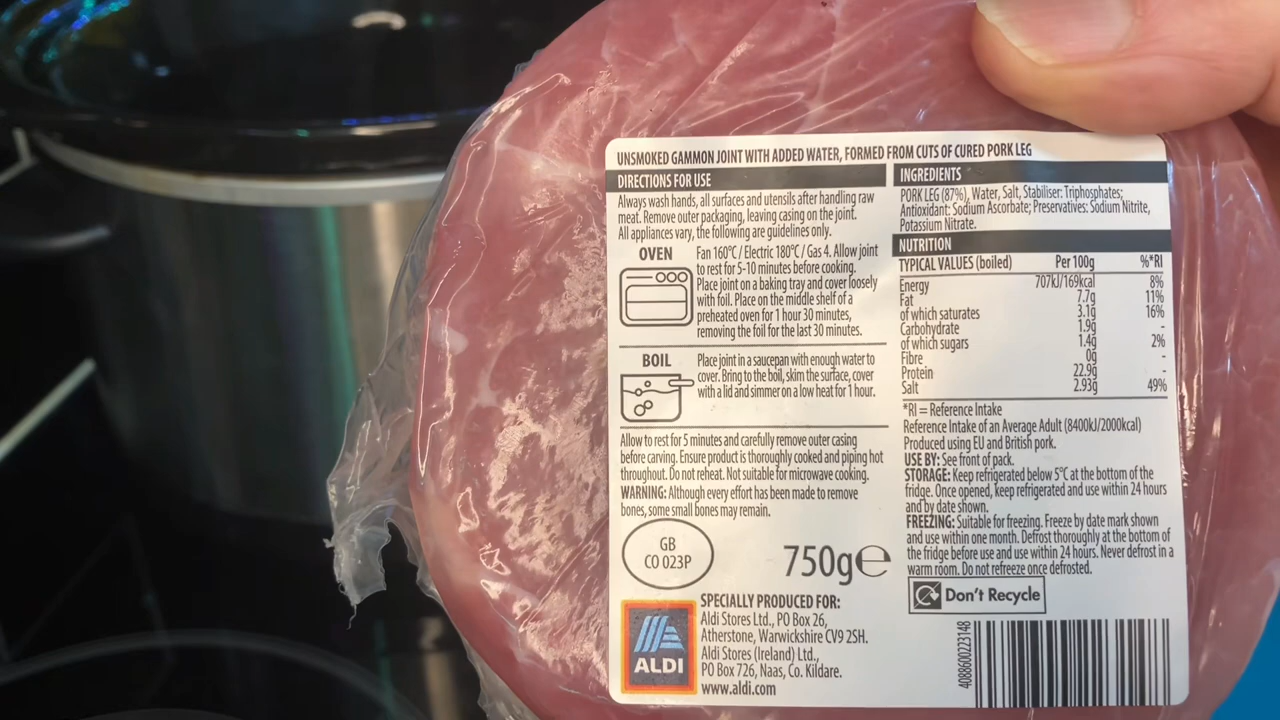 UNSMOKED GAMMON JOINT WITH ADDED WATER, FORMED FROM CUTS OF CURED PORK LEG
DIRECTIONS FOR USE
Always wash hands, all surfaces and utensils after handling raw
meat. Remove outer packaging, leaving casing on the joint.
All appliances vary, the following are guidelines only.
OVEN
Fan 160°C / Electric 180°C / Gas 4. Allow joint
to rest for 5-10 minutes before cooking.
Place joint on a baking tray and cover loosely
with foil. Place on the middle shelf of a
preheated oven for 1 hour 30 minutes,
removing the foil for the last 30 minutes.
BOIL
Place joint in a saucepan with enough water to
cover. Bring to the boil, skim the surface, cover
with a lid and simmer on a low heat for 1 hour.
Allow to rest for 5 minutes and carefully remove outer casing
before carving. Ensure product is thoroughly cooked and piping hot
throughout. Do not reheat. Not suitable for microwave cooking.
WARNING: Although every effort has been made to remove
bones, some small bones may remain.
GB
CO 023P
750g e
ALDI
SPECIALLY PRODUCED FOR:
Aldi Stores Ltd., PO Box 26,
Atherstone, Warwickshire CV9 2SH.
Aldi Stores (Ireland) Ltd.,
PO Box 726, Naas, Co. Kildare.
www.aldi.com
INGREDIENTS
PORK LEG (87%), Water, Salt, Stabiliser: Triphosphates;
Antioxidant: Sodium Ascorbate; Preservatives: Sodium Nitrite,
Potassium Nitrate.
NUTRITION
TYPICAL VALUES (boiled) Per 100g %*RI
Energy 707kJ/169kcal 8%
Fat 7.7g 11%
of which saturates 3.1g 16%
Carbohydrate 1.9g -
of which sugars 1.4g 2%
Fibre 0g -
Protein 22.9g -
Salt 2.93g 49%
*RI = Reference Intake
Reference Intake of an Average Adult (8400kJ/2000kcal)
Produced using EU and British pork.
USE BY: See front of pack.
STORAGE: Keep refrigerated below 5°C at the bottom of the
fridge. Once opened, keep refrigerated and use within 24 hours
and by date shown.
FREEZING: Suitable for freezing. Freeze by date mark shown
and use within one month. Defrost thoroughly at the bottom of
the fridge before use and use within 24 hours. Never defrost in a
warm room. Do not refreeze once defrosted.
Don't Recycle
4088600223148